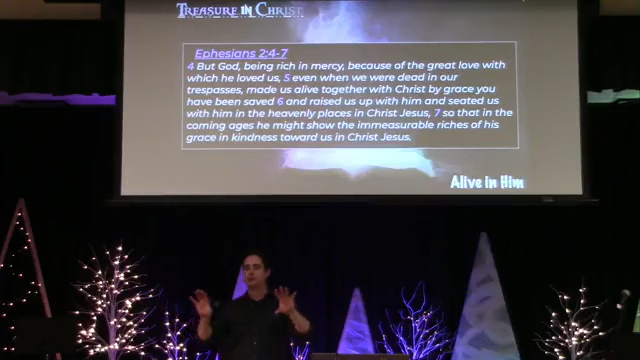 Treasure in Christ
Ephesians 2:4-7
4 But God, being rich in mercy, because of the great love with
which he loved us, 5 even when we were dead in our
trespasses, made us alive together with Christ by grace you
have been saved 6 and raised us up with him and seated us
with him in the heavenly places in Christ Jesus, 7 so that in the
coming ages he might show the immeasurable riches of his
grace in kindness toward us in Christ Jesus.
Alive in Him